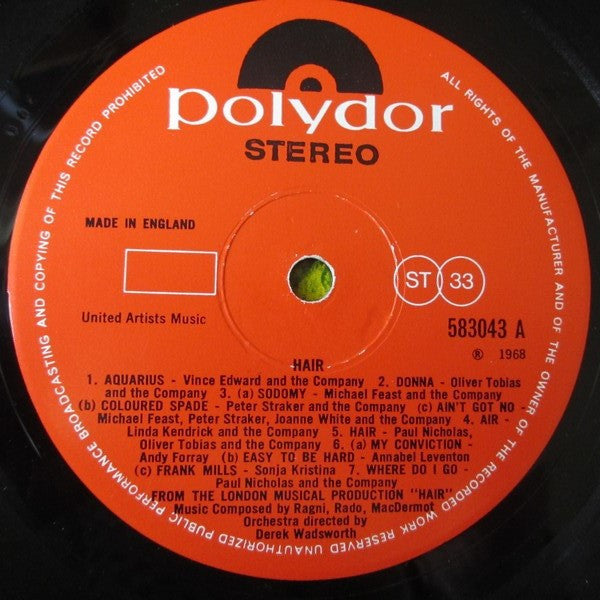 polydor
STEREO
ALL RIGHTS OF THE MANUFACTURER AND OF THE OWNER OF THE RECORDED WORK RESERVED UNAUTHORIZED PUBLIC PERFORMANCE BROADCASTING AND COPYING OF THIS RECORD PROHIBITED
MADE IN ENGLAND
ST 33
United Artists Music
583043 A
℗ 1968
HAIR
1. AQUARIUS - Vince Edward and the Company 2. DONNA - Oliver Tobias
and the Company 3. (a) SODOMY - Michael Feast and the Company
(b) COLOURED SPADE - Peter Straker and the Company (c) AIN'T GOT NO -
Michael Feast, Peter Straker, Joanne White and the Company 4. AIR -
Linda Kendrick and the Company 5. HAIR - Paul Nicholas,
Oliver Tobias and the Company 6. (a) MY CONVICTION -
Andy Forray (b) EASY TO BE HARD - Annabel Leventon
(c) FRANK MILLS - Sonja Kristina 7. WHERE DO I GO -
Paul Nicholas and the Company
FROM THE LONDON MUSICAL PRODUCTION "HAIR"
Music Composed by Ragni, Rado, MacDermot
Orchestra directed by
Derek Wadsworth